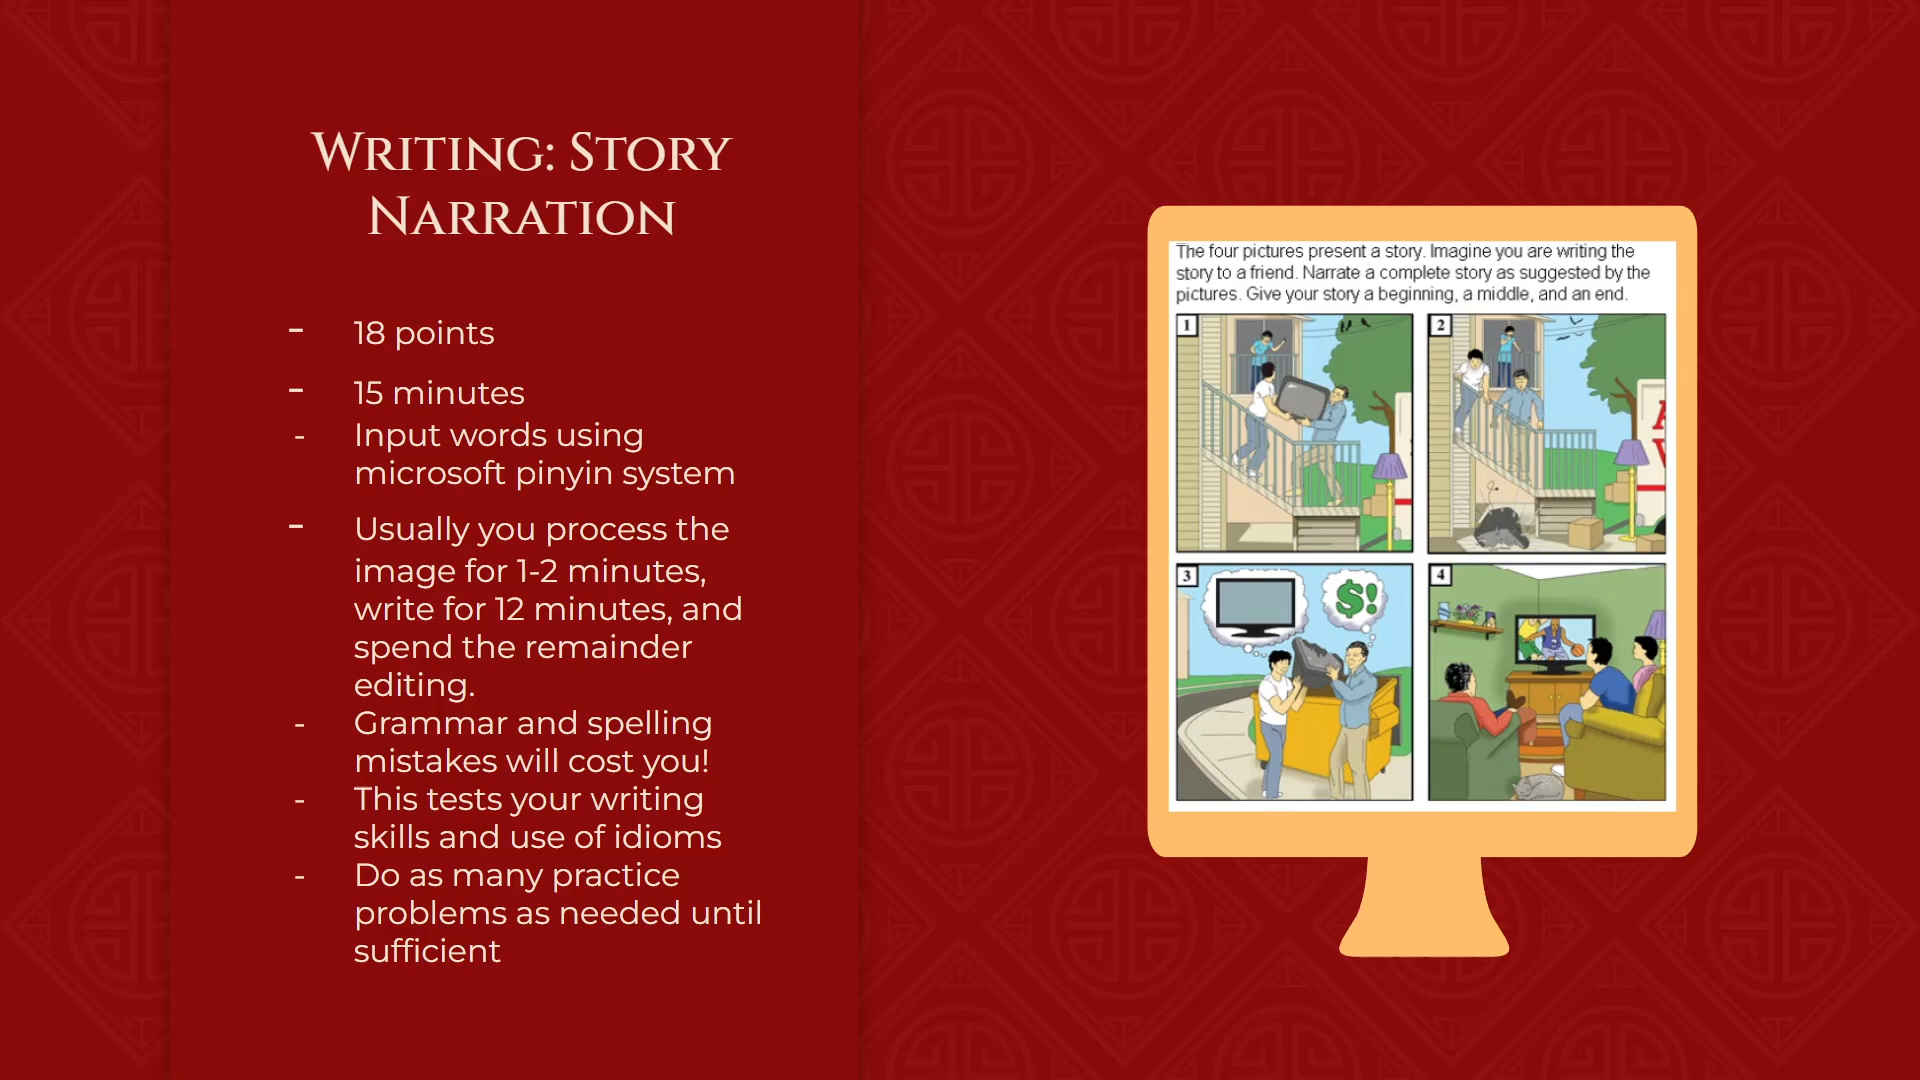 Writing: Story
Narration
- 18 points
- 15 minutes
- Input words using
microsoft pinyin system
- Usually you process the
image for 1-2 minutes,
write for 12 minutes, and
spend the remainder
editing.
- Grammar and spelling
mistakes will cost you!
- This tests your writing
skills and use of idioms
- Do as many practice
problems as needed until
sufficient
The four pictures present a story. Imagine you are writing the
story to a friend. Narrate a complete story as suggested by the
pictures. Give your story a beginning, a middle, and an end.
1
2
3
$!
4